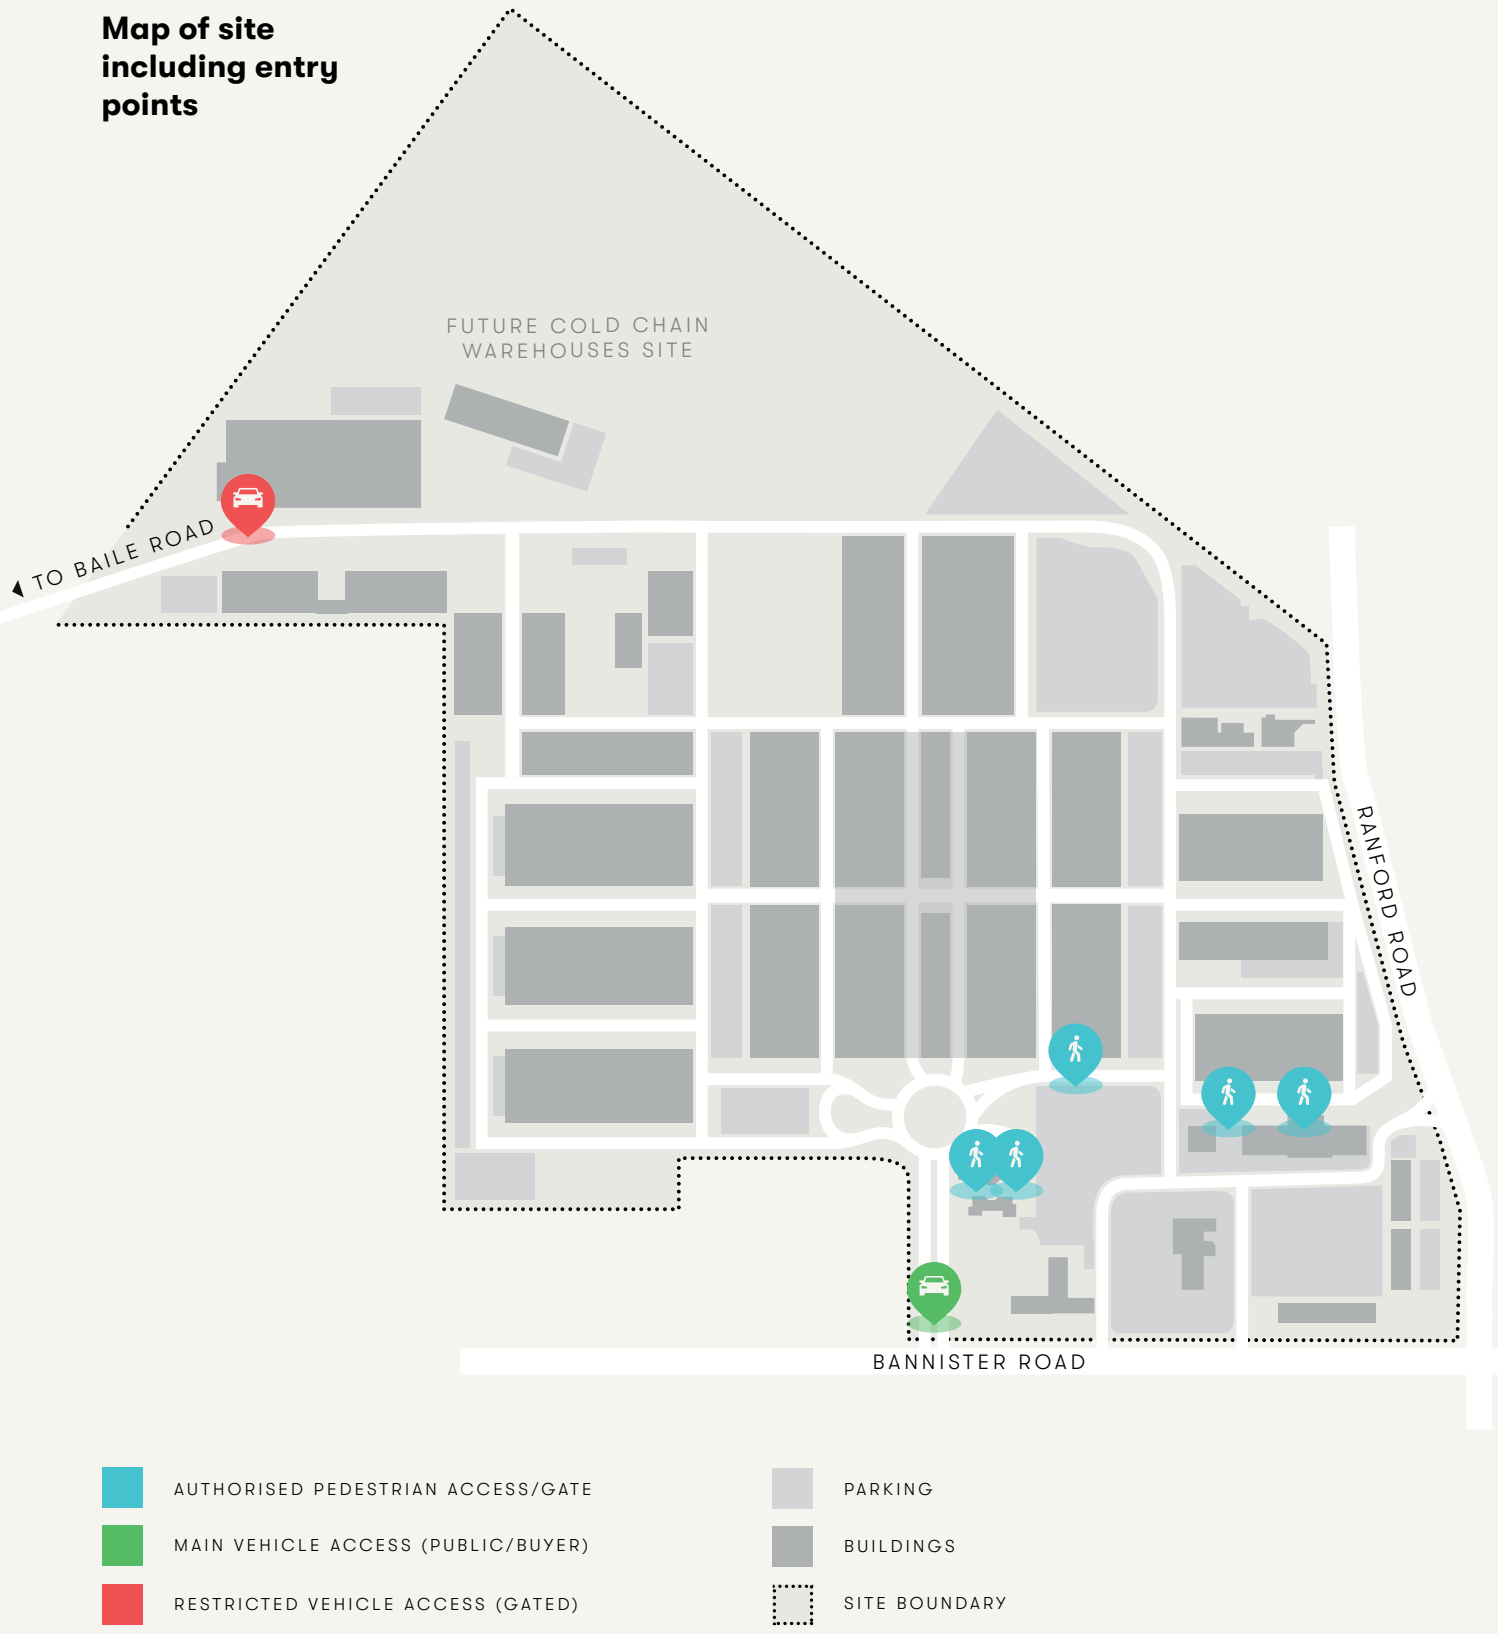 Map of site
including entry
points
FUTURE COLD CHAIN
WAREHOUSES SITE
TO BAILE ROAD
RANFORD ROAD
BANNISTER ROAD
AUTHORISED PEDESTRIAN ACCESS/GATE
MAIN VEHICLE ACCESS (PUBLIC/BUYER)
RESTRICTED VEHICLE ACCESS (GATED)
PARKING
BUILDINGS
SITE BOUNDARY